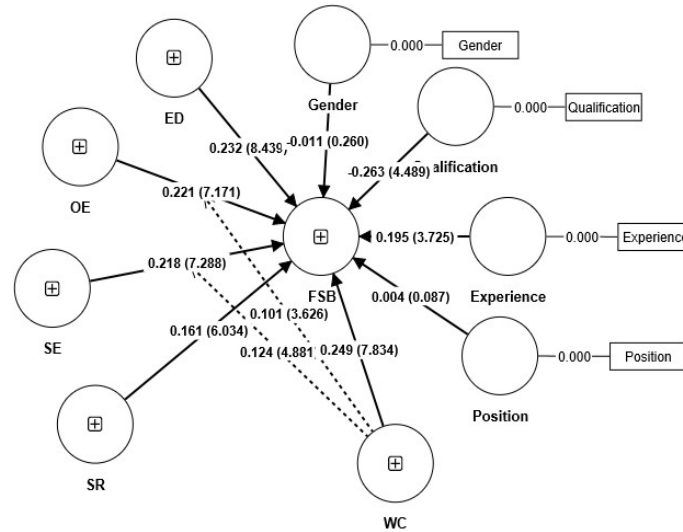 ED
Gender
0.000
Gender
0.000
Qualification
Qualification
0.232 (8.439)
-0.011 (0.260)
-0.263 (4.489)
OE
0.221 (7.171)
0.195 (3.725)
0.000
Experience
FSB
Experience
0.218 (7.288)
SE
0.004 (0.087)
0.101 (3.626)
0.161 (6.034)
0.124 (4.881)
0.249 (7.834)
0.000
Position
Position
SR
WC